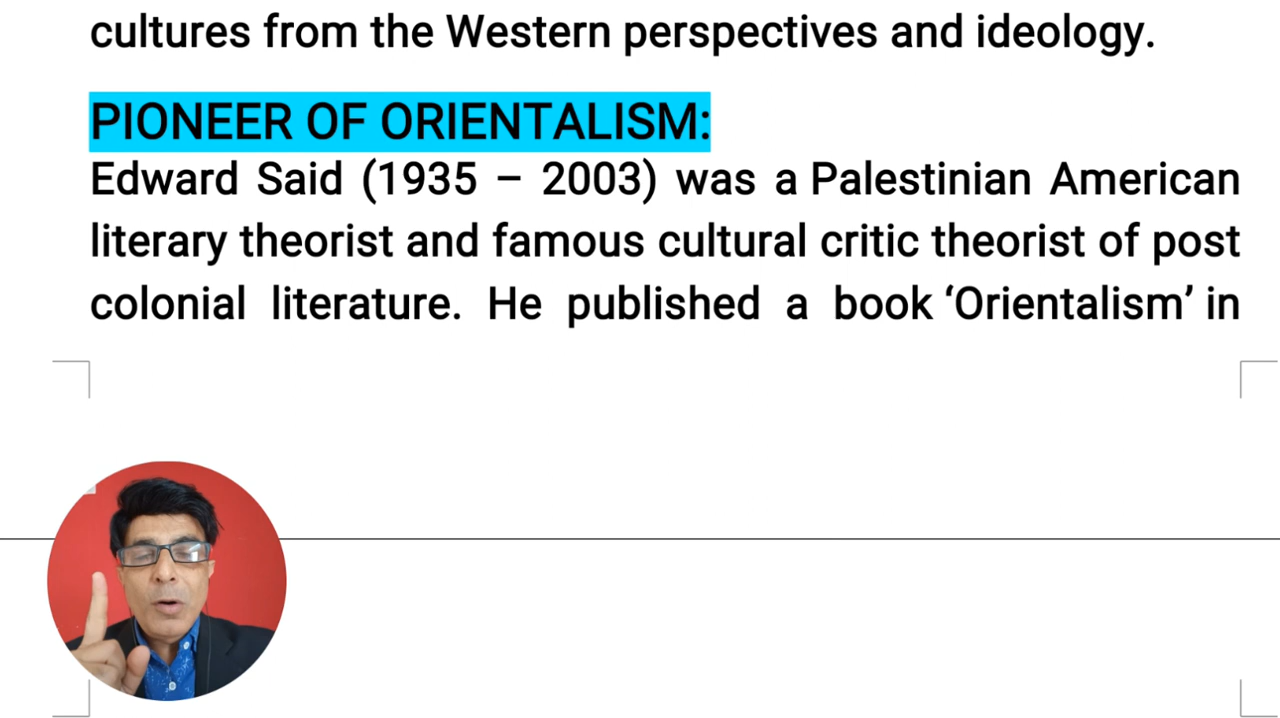 cultures from the Western perspectives and ideology.
PIONEER OF ORIENTALISM:
Edward Said (1935 – 2003) was a Palestinian American
literary theorist and famous cultural critic theorist of post
colonial literature. He published a book ‘Orientalism’ in